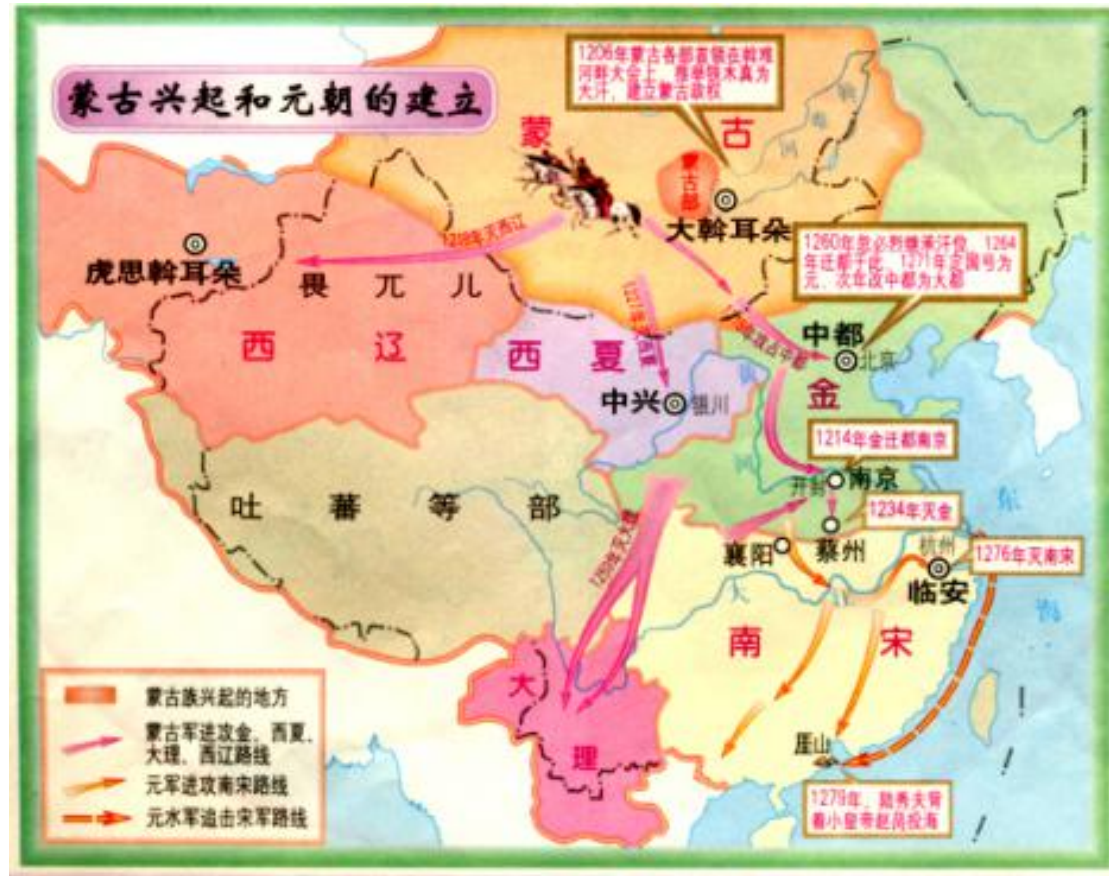 蒙古兴起和元朝的建立
1206年蒙古各部首领在斡难
河畔大会上，推举铁木真为
大汗，建立蒙古政权
蒙古
蒙古部
大斡耳朵
1260年忽必烈继承汗位，1264
年迁都于此，1271年定国号为
元、次年改中都为大都
1218年灭西辽
虎思斡耳朵
畏兀儿
西辽
西夏
中兴
银川
中都
北京
金
1214年金迁都南京
开封
南京
1234年灭金
吐蕃等部
襄阳
蔡州
杭州
临安
1276年灭南宋
东
海
大
江
南宋
大
理
崖山
蒙古族兴起的地方
蒙古军进攻金、西夏、
大理、西辽路线
元军进攻南宋路线
元水军追击宋军路线
1279年，陆秀夫背
着小皇帝赵昺投海